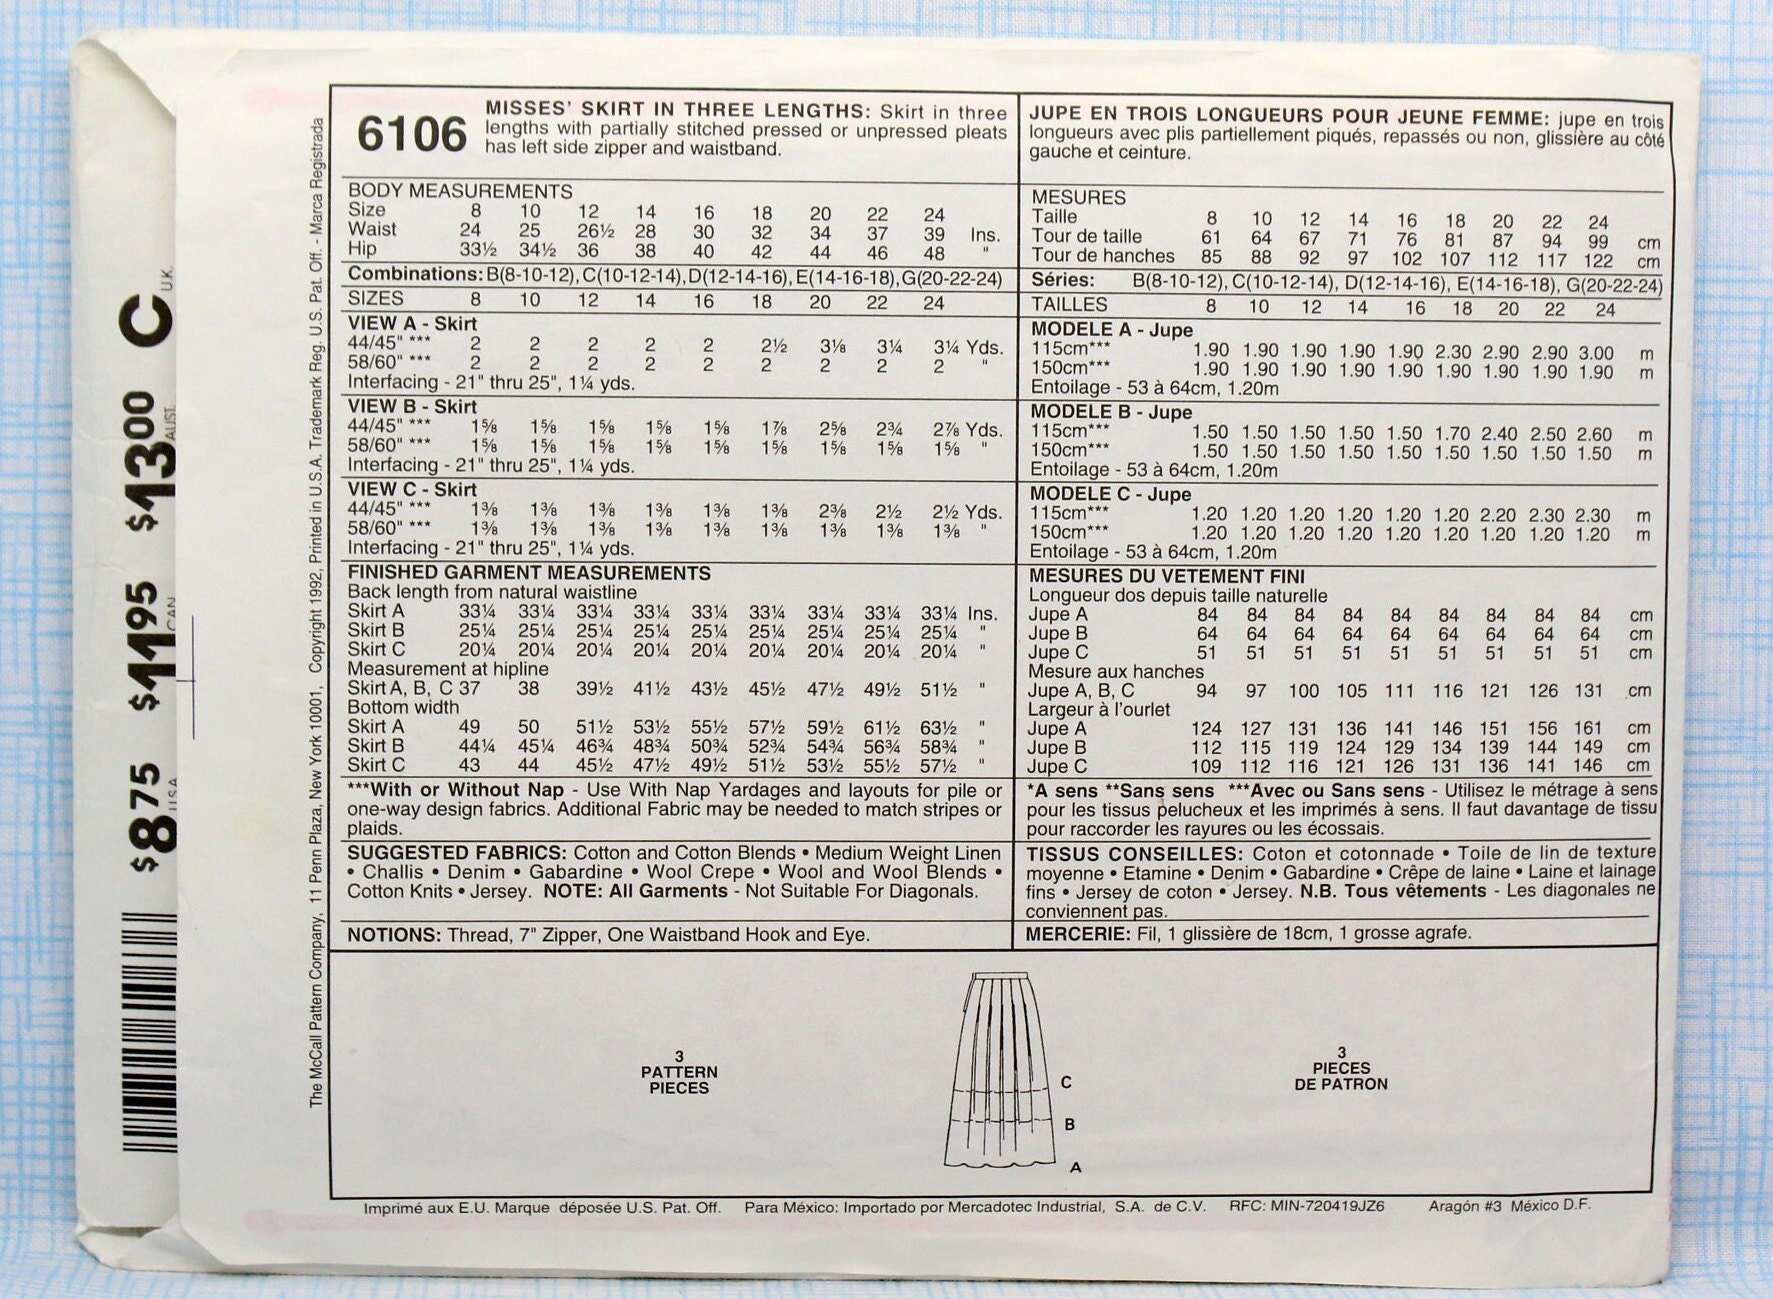 6106
MISSES' SKIRT IN THREE LENGTHS: Skirt in three
lengths with partially stitched pressed or unpressed pleats
has left side zipper and waistband.
BODY MEASUREMENTS
Size 8 10 12 14 16 18 20 22 24
Waist 24 25 26½ 28 30 32 34 37 39 Ins.
Hip 33½ 34½ 36 38 40 42 44 46 48 "
Combinations: B(8-10-12), C(10-12-14), D(12-14-16), E(14-16-18), G(20-22-24)
SIZES 8 10 12 14 16 18 20 22 24
VIEW A - Skirt
44/45" *** 2 2 2 2 2 2½ 3⅛ 3¼ 3¼ Yds.
58/60" *** 2 2 2 2 2 2 2 2 2 "
Interfacing - 21" thru 25", 1¼ yds.
VIEW B - Skirt
44/45" *** 1⅝ 1⅝ 1⅝ 1⅝ 1⅝ 1⅞ 2⅝ 2¾ 2⅞ Yds.
58/60" *** 1⅝ 1⅝ 1⅝ 1⅝ 1⅝ 1⅝ 1⅝ 1⅝ 1⅝ "
Interfacing - 21" thru 25", 1¼ yds.
VIEW C - Skirt
44/45" *** 1⅜ 1⅜ 1⅜ 1⅜ 1⅜ 1⅜ 2⅜ 2½ 2½ Yds.
58/60" *** 1⅜ 1⅜ 1⅜ 1⅜ 1⅜ 1⅜ 1⅜ 1⅜ 1⅜ "
Interfacing - 21" thru 25", 1¼ yds.
FINISHED GARMENT MEASUREMENTS
Back length from natural waistline
Skirt A 33¼ 33¼ 33¼ 33¼ 33¼ 33¼ 33¼ 33¼ 33¼ Ins.
Skirt B 25¼ 25¼ 25¼ 25¼ 25¼ 25¼ 25¼ 25¼ 25¼ "
Skirt C 20¼ 20¼ 20¼ 20¼ 20¼ 20¼ 20¼ 20¼ 20¼ "
Measurement at hipline
Skirt A, B, C 37 38 39½ 41½ 43½ 45½ 47½ 49½ 51½ "
Bottom width
Skirt A 49 50 51½ 53½ 55½ 57½ 59½ 61½ 63½ "
Skirt B 44¼ 45¼ 46¾ 48¾ 50¾ 52¾ 54¾ 56¾ 58¾ "
Skirt C 43 44 45½ 47½ 49½ 51½ 53½ 55½ 57½ "
***With or Without Nap - Use With Nap Yardages and layouts for pile or
one-way design fabrics. Additional Fabric may be needed to match stripes or
plaids.
SUGGESTED FABRICS: Cotton and Cotton Blends • Medium Weight Linen
• Challis • Denim • Gabardine • Wool Crepe • Wool and Wool Blends •
Cotton Knits • Jersey. NOTE: All Garments - Not Suitable For Diagonals.
NOTIONS: Thread, 7" Zipper, One Waistband Hook and Eye.
JUPE EN TROIS LONGUEURS POUR JEUNE FEMME: jupe en trois
longueurs avec plis partiellement piqués, repassés ou non, glissière au côté
gauche et ceinture.
MESURES
Taille 8 10 12 14 16 18 20 22 24
Tour de taille 61 64 67 71 76 81 87 94 99 cm
Tour de hanches 85 88 92 97 102 107 112 117 122 cm
Séries: B(8-10-12), C(10-12-14), D(12-14-16), E(14-16-18), G(20-22-24)
TAILLES 8 10 12 14 16 18 20 22 24
MODELE A - Jupe
115cm*** 1.90 1.90 1.90 1.90 1.90 2.30 2.90 2.90 3.00 m
150cm*** 1.90 1.90 1.90 1.90 1.90 1.90 1.90 1.90 1.90 m
Entoilage - 53 à 64cm, 1.20m
MODELE B - Jupe
115cm*** 1.50 1.50 1.50 1.50 1.50 1.70 2.40 2.50 2.60 m
150cm*** 1.50 1.50 1.50 1.50 1.50 1.50 1.50 1.50 1.50 m
Entoilage - 53 à 64cm, 1.20m
MODELE C - Jupe
115cm*** 1.20 1.20 1.20 1.20 1.20 1.20 2.20 2.30 2.30 m
150cm*** 1.20 1.20 1.20 1.20 1.20 1.20 1.20 1.20 1.20 m
Entoilage - 53 à 64cm, 1.20m
MESURES DU VETEMENT FINI
Longueur dos depuis taille naturelle
Jupe A 84 84 84 84 84 84 84 84 84 cm
Jupe B 64 64 64 64 64 64 64 64 64 cm
Jupe C 51 51 51 51 51 51 51 51 51 cm
Mesure aux hanches
Jupe A, B, C 94 97 100 105 111 116 121 126 131 cm
Largeur à l'ourlet
Jupe A 124 127 131 136 141 146 151 156 161 cm
Jupe B 112 115 119 124 129 134 139 144 149 cm
Jupe C 109 112 116 121 126 131 136 141 146 cm
*A sens **Sans sens ***Avec ou Sans sens - Utilisez le métrage à sens
pour les tissus pelucheux et les imprimés à sens. Il faut davantage de tissu
pour raccorder les rayures ou les écossais.
TISSUS CONSEILLES: Coton et cotonnade • Toile de lin de texture
moyenne • Etamine • Denim • Gabardine • Crêpe de laine • Laine et lainage
fins • Jersey de coton • Jersey. N.B. Tous vêtements - Les diagonales ne
conviennent pas.
MERCERIE: Fil, 1 glissière de 18cm, 1 grosse agrafe.
3
PATTERN
PIECES
C
B
A
3
PIECES
DE PATRON
Imprimé aux E.U. Marque déposée U.S. Pat. Off. Para México: Importado por Mercadotec Industrial, S.A. de C.V. RFC: MIN-720419JZ6 Aragón #3 México D.F.
The McCall Pattern Company, 11 Penn Plaza, New York 10001, Copyright 1992, Printed in U.S.A. Trademark Reg. U.S. Pat. Off. - Marca Registrada
$875 USA $1195 CAN $1300 AUST. C U.K.